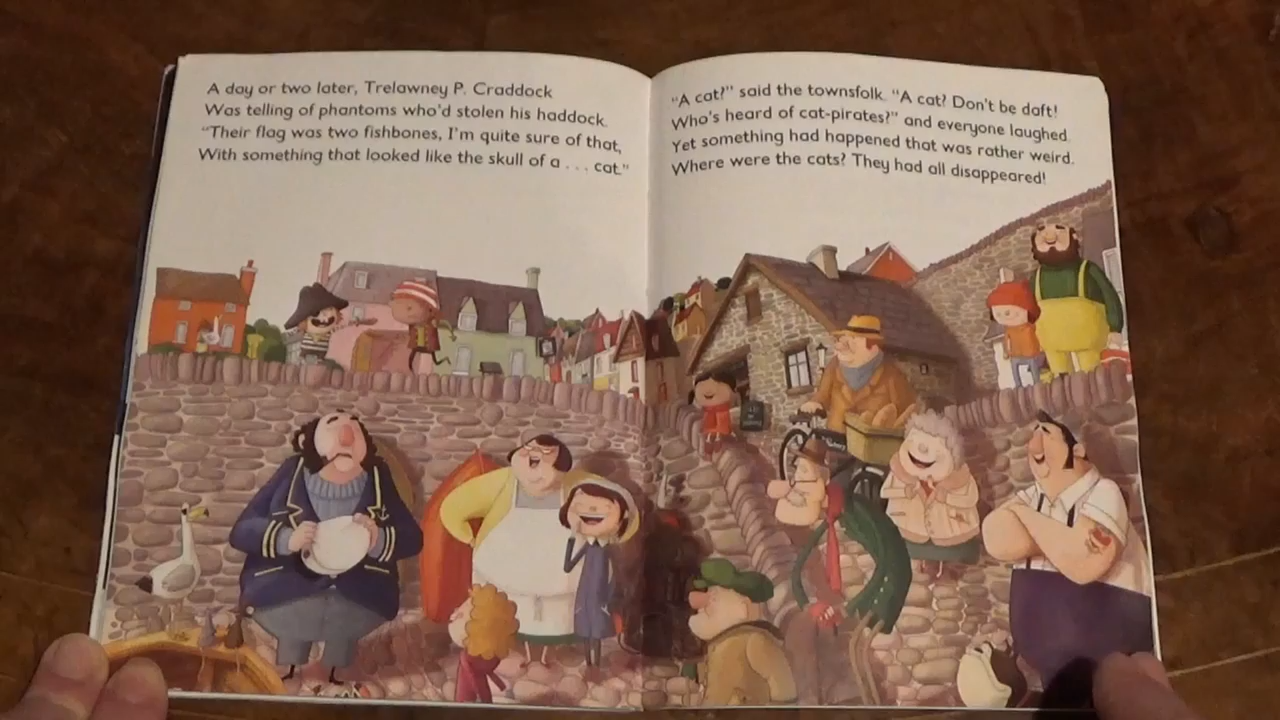 A day or two later, Trelawney P. Craddock
Was telling of phantoms who'd stolen his haddock.
"Their flag was two fishbones, I'm quite sure of that,
With something that looked like the skull of a . . . cat."
"A cat?" said the townsfolk. "A cat? Don't be daft!
Who's heard of cat-pirates?" and everyone laughed.
Yet something had happened that was rather weird.
Where were the cats? They had all disappeared!